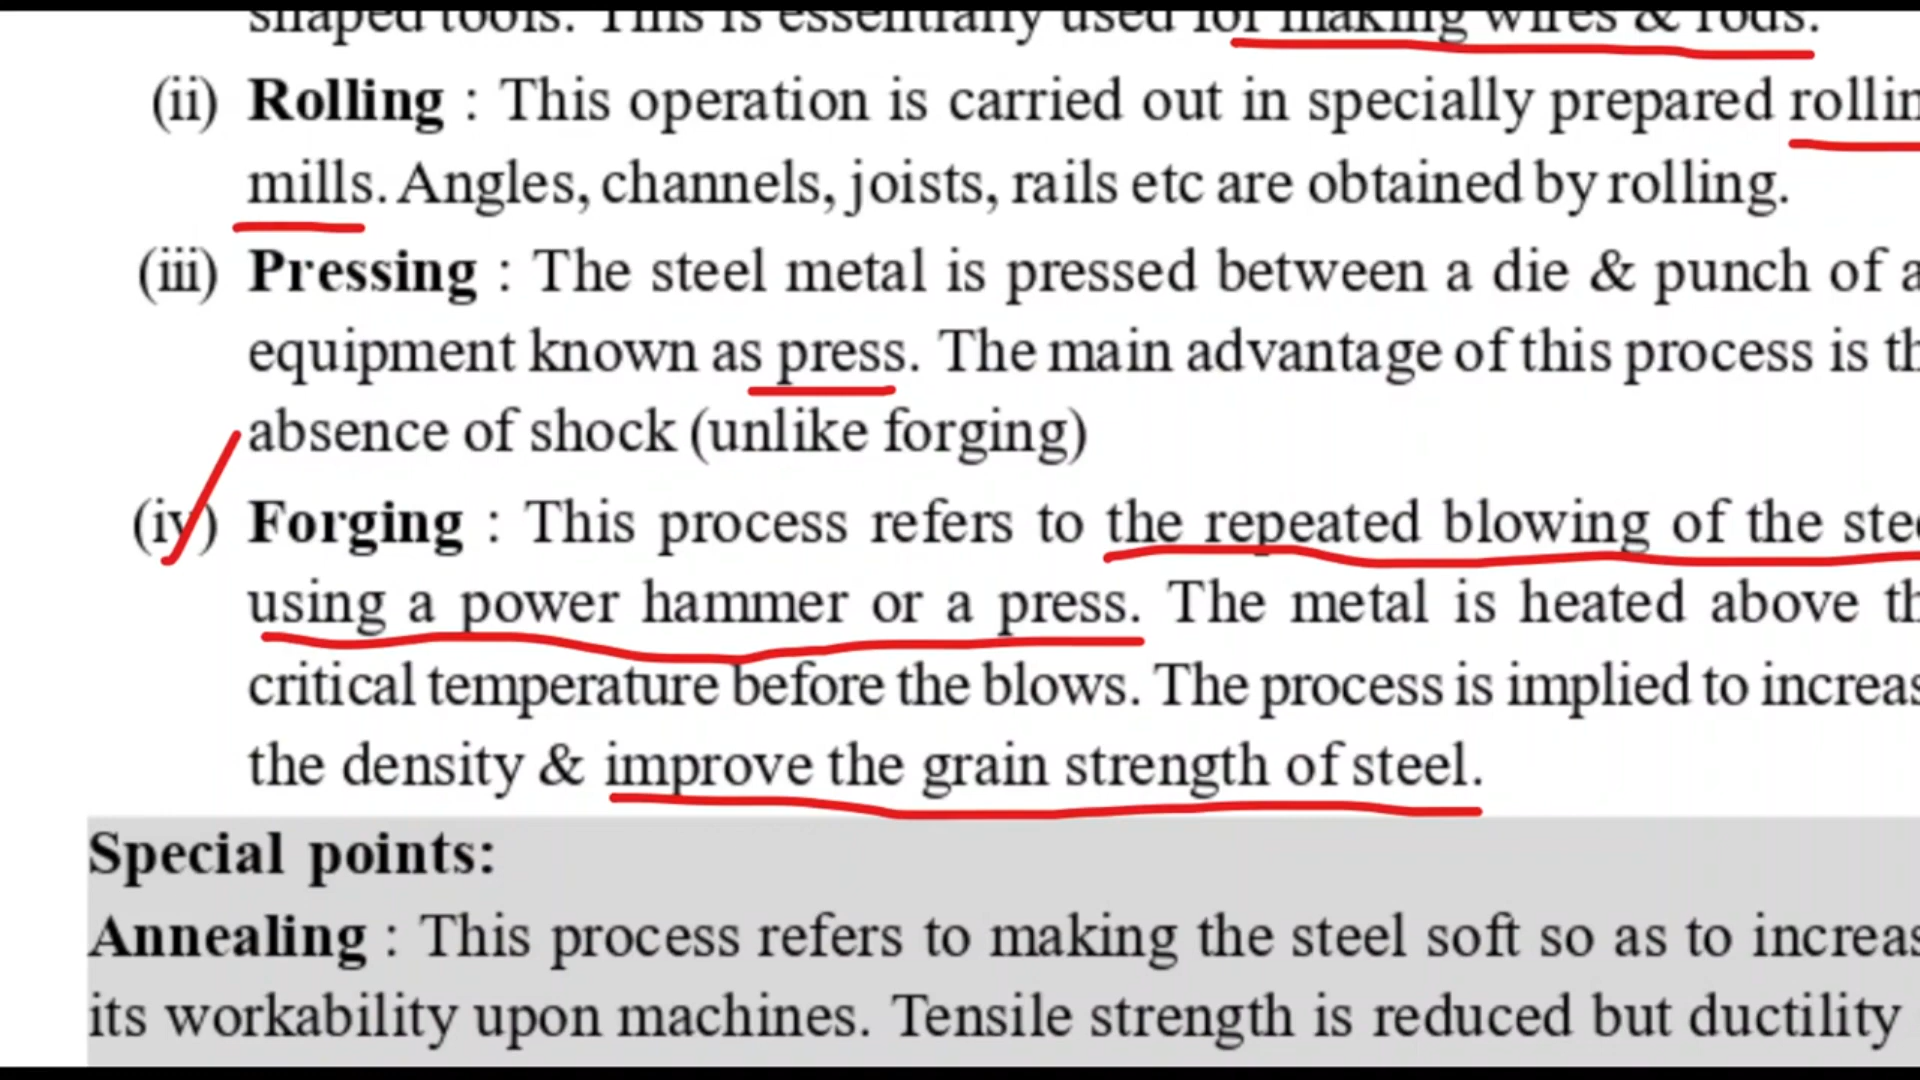 shaped tools. This is essentially used for making wires & rods.
(ii) Rolling : This operation is carried out in specially prepared rollin
mills. Angles, channels, joists, rails etc are obtained by rolling.
(iii) Pressing : The steel metal is pressed between a die & punch of a
equipment known as press. The main advantage of this process is th
absence of shock (unlike forging)
(iv) Forging : This process refers to the repeated blowing of the stee
using a power hammer or a press. The metal is heated above th
critical temperature before the blows. The process is implied to increas
the density & improve the grain strength of steel.
Special points:
Annealing : This process refers to making the steel soft so as to increas
its workability upon machines. Tensile strength is reduced but ductility